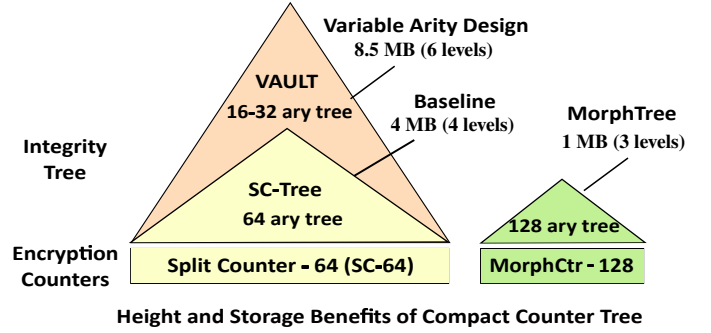 Variable Arity Design
8.5 MB (6 levels)
VAULT
16-32 ary tree
Baseline
4 MB (4 levels)
MorphTree
1 MB (3 levels)
Integrity
Tree
SC-Tree
64 ary tree
128 ary tree
Encryption
Counters
Split Counter - 64 (SC-64)
MorphCtr - 128
Height and Storage Benefits of Compact Counter Tree